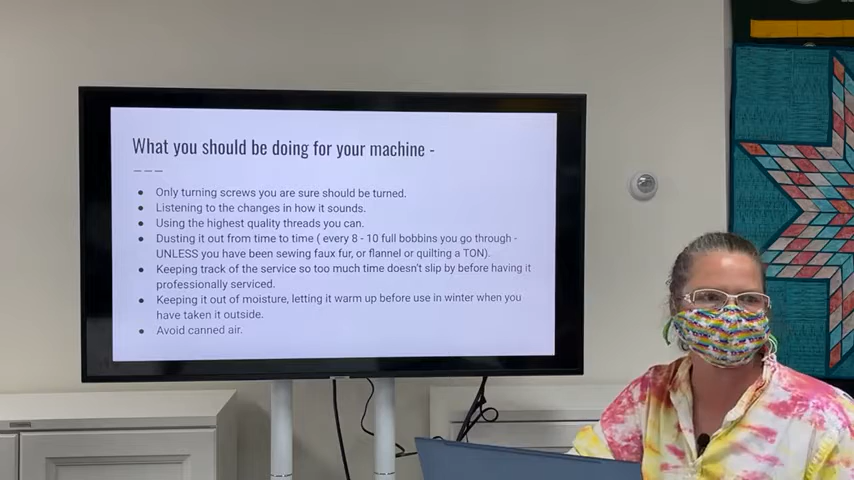 What you should be doing for your machine -
Only turning screws you are sure should be turned.
Listening to the changes in how it sounds.
Using the highest quality threads you can.
Dusting it out from time to time ( every 8 - 10 full bobbins you go through -
UNLESS you have been sewing faux fur, or flannel or quilting a TON).
Keeping track of the service so too much time doesn't slip by before having it
professionally serviced.
Keeping it out of moisture, letting it warm up before use in winter when you
have taken it outside.
Avoid canned air.